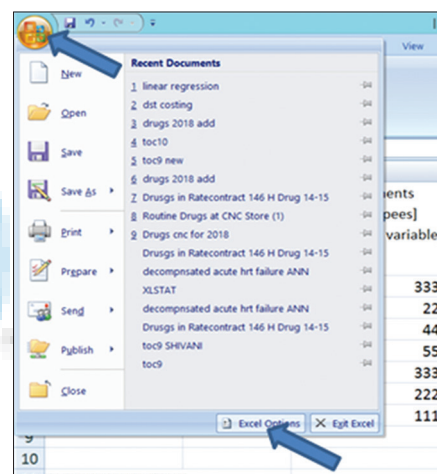 View
Recent Documents
New
Open
Save
Save As
Print
Prepare
Send
Publish
Close
1 linear regression
2 dst costing
3 drugs 2018 add
4 toc10
5 toc9 new
6 drugs 2018 add
7 Drusgs in Ratecontract 146 H Drug 14-15
8 Routine Drugs at CNC Store (1)
9 Drugs cnc for 2018
Drusgs in Ratecontract 146 H Drug 14-15
decompnsated acute hrt failure ANN
XLSTAT
decompnsated acute hrt failure ANN
Drusgs in Ratecontract 146 H Drug 14-15
toc9 SHIVANI
toc9
Excel Options
Exit Excel
ents
pees]
variable
333
22
44
55
333
222
111
9
10